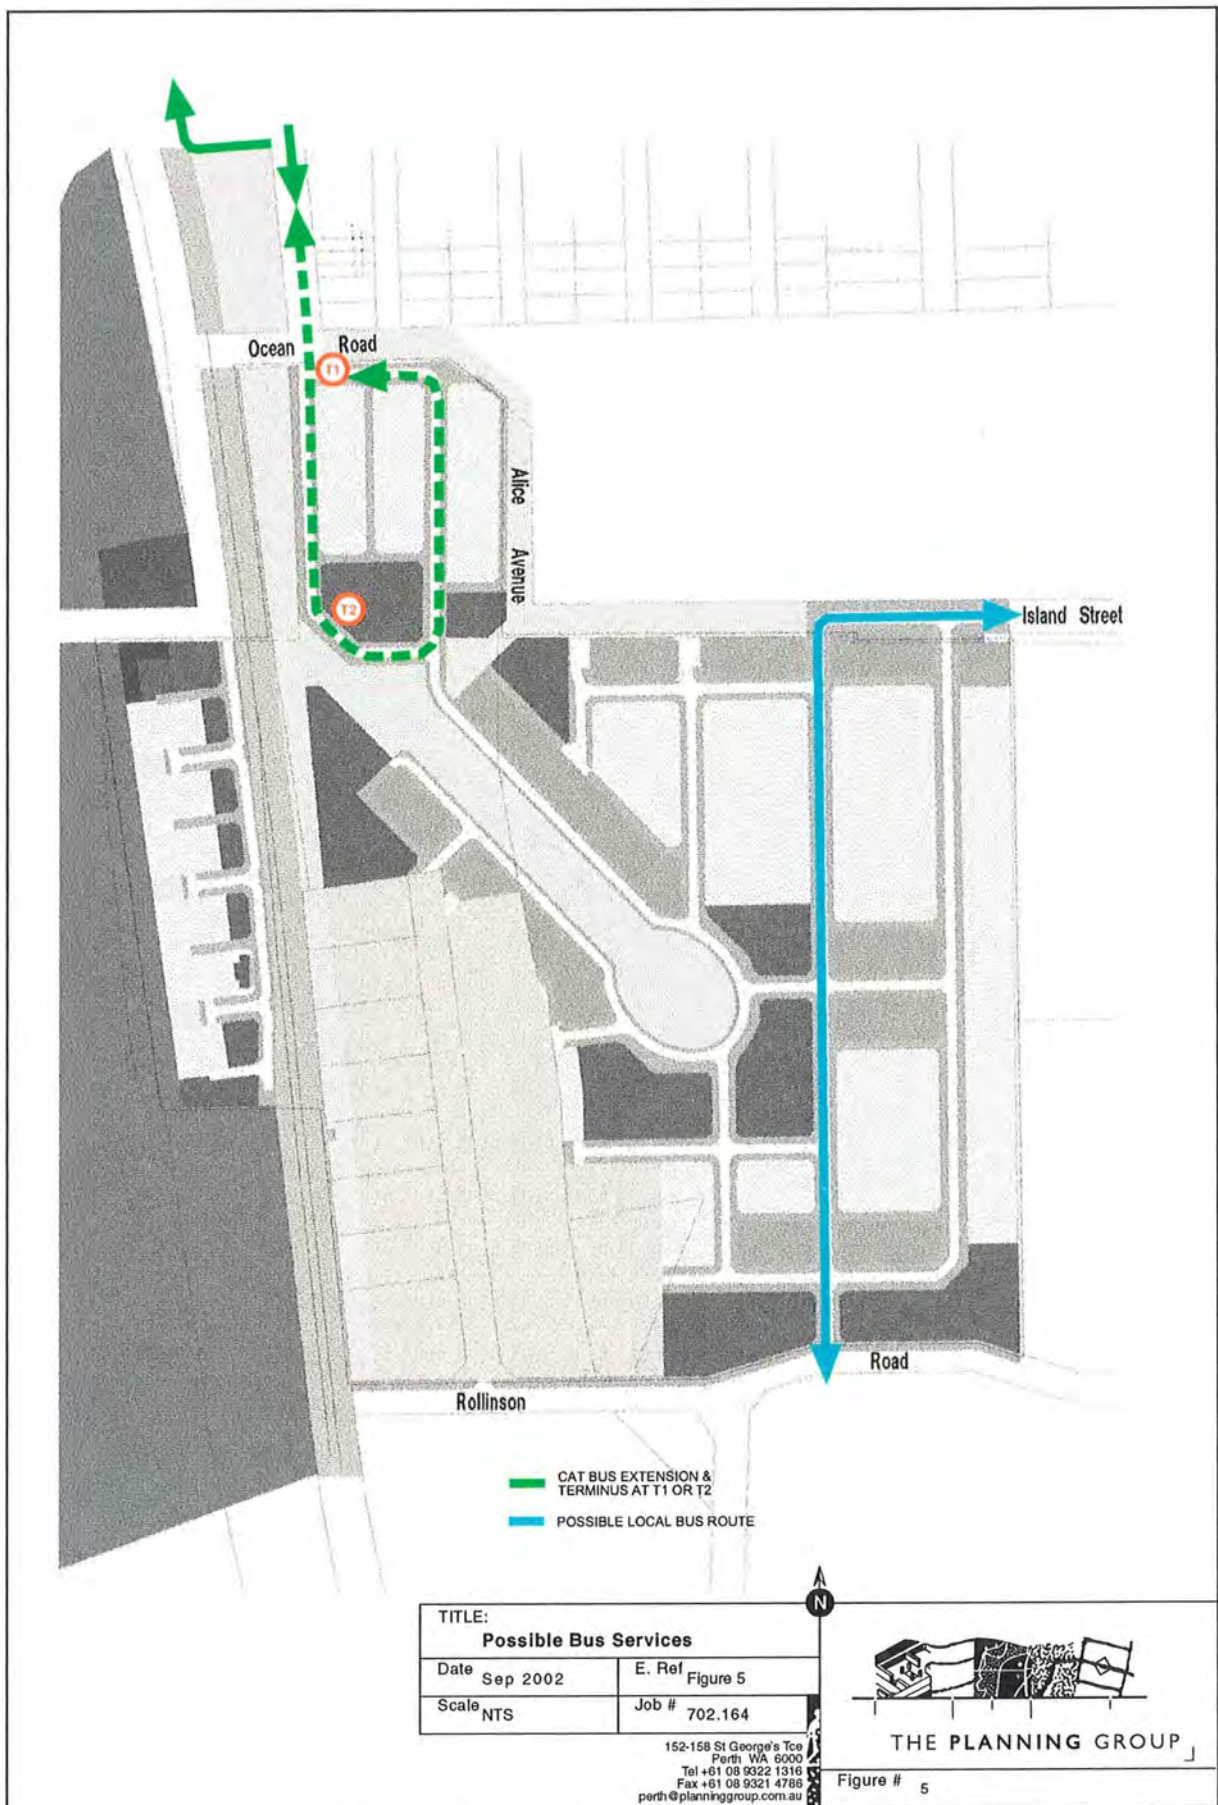 Ocean Road
T1
Alice
Avenue
T2
Island Street
Road
Rollinson
CAT BUS EXTENSION &
TERMINUS AT T1 OR T2
POSSIBLE LOCAL BUS ROUTE
N
TITLE:
Possible Bus Services
Date Sep 2002
E. Ref Figure 5
Scale NTS
Job # 702.164
152-158 St George's Tce
Perth WA 6000
Tel +61 08 9322 1316
Fax +61 08 9321 4786
perth@planninggroup.com.au
THE PLANNING GROUP
Figure # 5